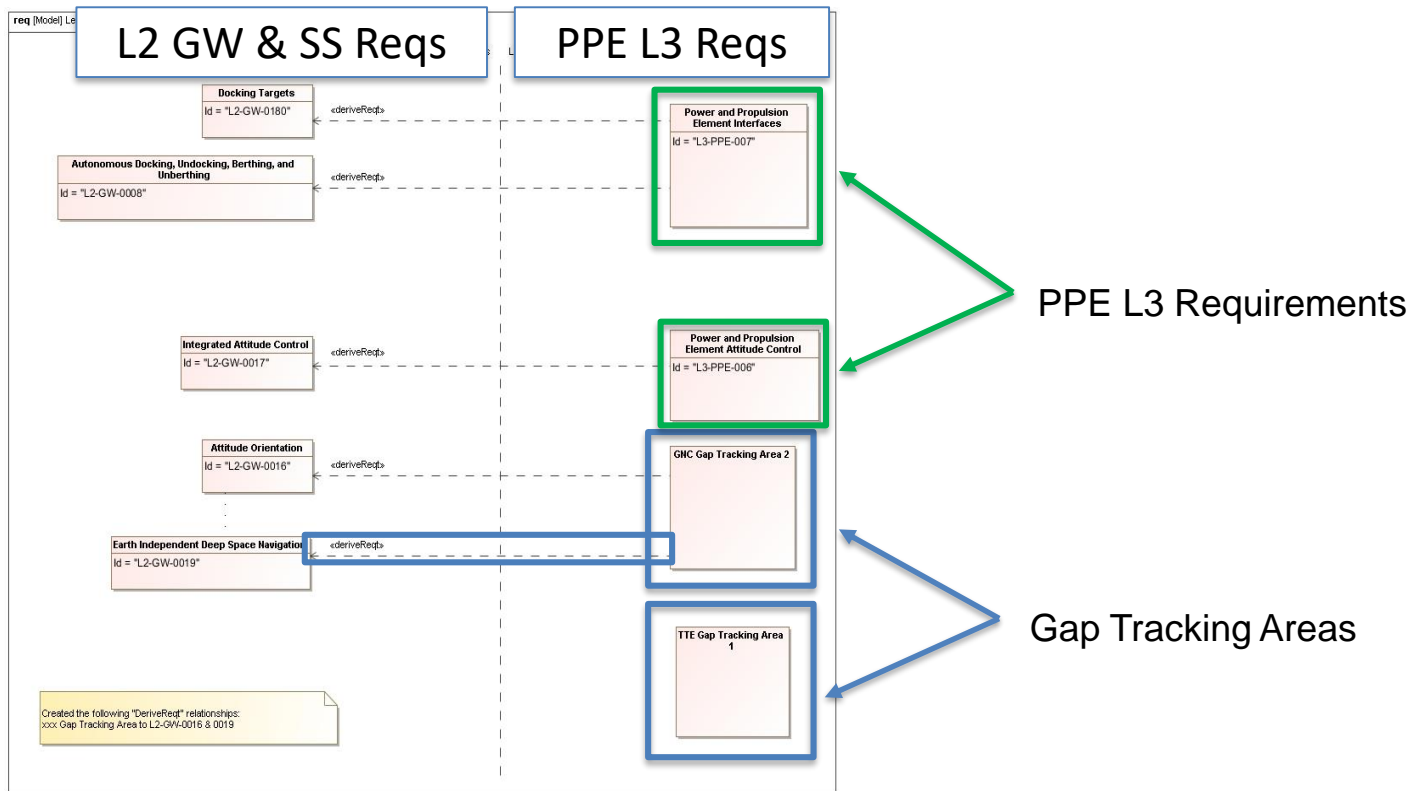 req [Model] Le
L2 GW & SS Reqs
PPE L3 Reqs
s
L
Docking Targets
Id = "L2-GW-0180"
«deriveReqt»
Power and Propulsion
Element Interfaces
Id = "L3-PPE-007"
Autonomous Docking, Undocking, Berthing, and
Unberthing
Id = "L2-GW-0008"
«deriveReqt»
PPE L3 Requirements
Integrated Attitude Control
Id = "L2-GW-0017"
«deriveReqt»
Power and Propulsion
Element Attitude Control
Id = "L3-PPE-006"
Attitude Orientation
Id = "L2-GW-0016"
«deriveReqt»
GNC Gap Tracking Area 2
Earth Independent Deep Space Navigation
Id = "L2-GW-0019"
«deriveReqt»
Gap Tracking Areas
TTE Gap Tracking Area
1
Created the following "DeriveReqt" relationships:
xxx Gap Tracking Area to L2-GW-0016 & 0019